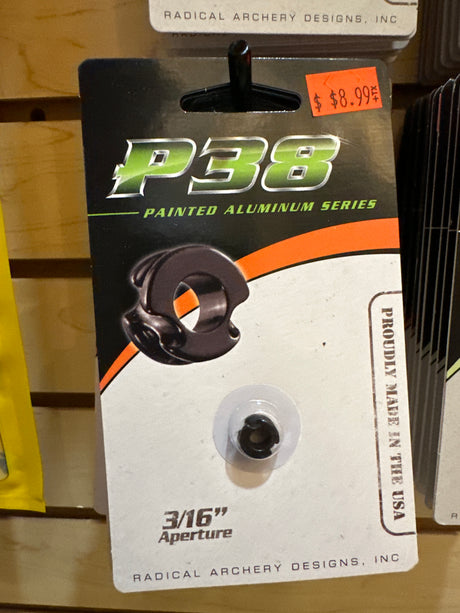 RADICAL ARCHERY DESIGNS, INC
$ $8.99
P38
PAINTED ALUMINUM SERIES
PROUDLY MADE IN THE USA
3/16"
Aperture
RADICAL ARCHERY DESIGNS, INC